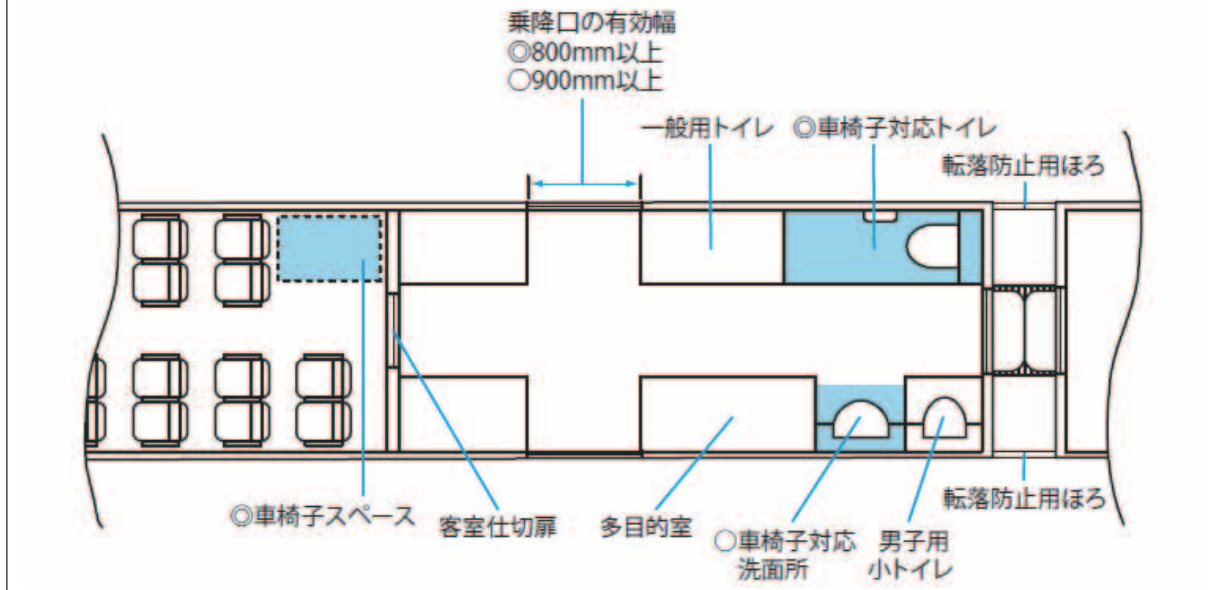 乗降口の有効幅
◎800mm以上
○900mm以上
一般用トイレ
◎車椅子対応トイレ
転落防止用ほろ
◎車椅子スペース
客室仕切扉
多目的室
○車椅子対応
洗面所
男子用
小トイレ
転落防止用ほろ